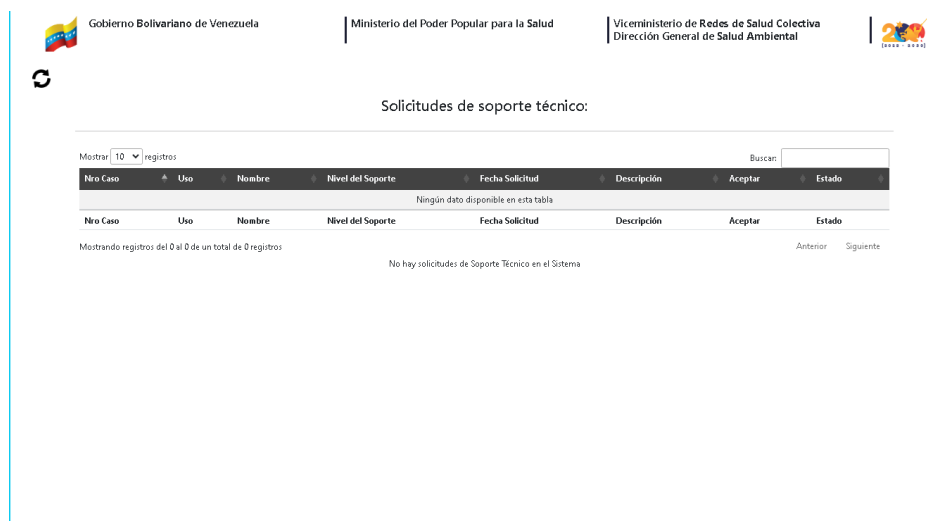 Gobierno Bolivariano de Venezuela
Ministerio del Poder Popular para la Salud
Viceministerio de Redes de Salud Colectiva
Dirección General de Salud Ambiental
Solicitudes de soporte técnico:
Mostrar 10 registros
Buscar:
Nro Caso Uso Nombre Nivel del Soporte Fecha Solicitud Descripción Aceptar Estado
Ningún dato disponible en esta tabla
Nro Caso Uso Nombre Nivel del Soporte Fecha Solicitud Descripción Aceptar Estado
Mostrando registros del 0 al 0 de un total de 0 registros
Anterior Siguiente
No hay solicitudes de Soporte Técnico en el Sistema